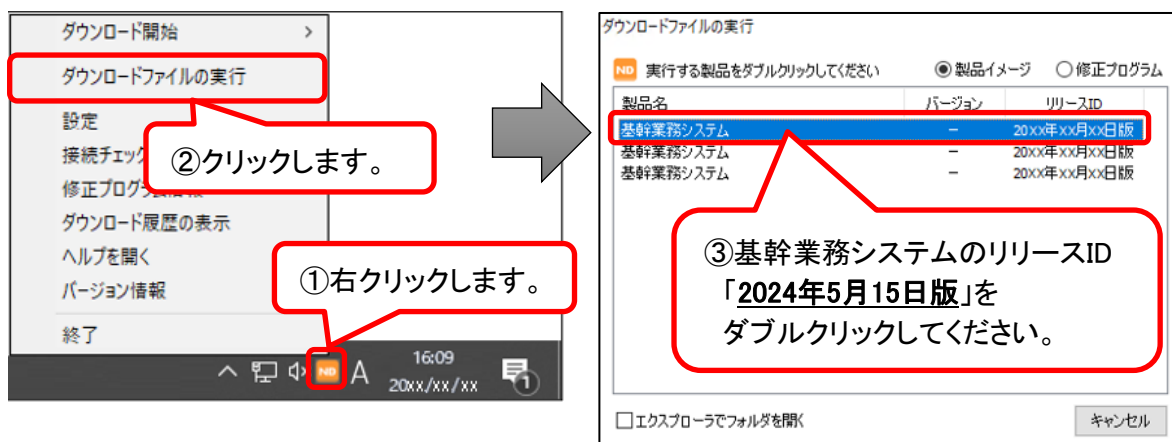 ダウンロード開始 >
ダウンロードファイルの実行
設定
接続チェック
修正プログラム情報
ダウンロード履歴の表示
ヘルプを開く
バージョン情報
終了
②クリックします。
①右クリックします。
ND
A
16:09
20xx/xx/xx
1
ダウンロードファイルの実行
ND 実行する製品をダブルクリックしてください 製品イメージ 修正プログラム
製品名 バージョン リリースID
基幹業務システム － 20xx年xx月xx日版
基幹業務システム － 20xx年xx月xx日版
基幹業務システム － 20xx年xx月xx日版
③基幹業務システムのリリースID
「2024年5月15日版」を
ダブルクリックしてください。
エクスプローラでフォルダを開く キャンセル